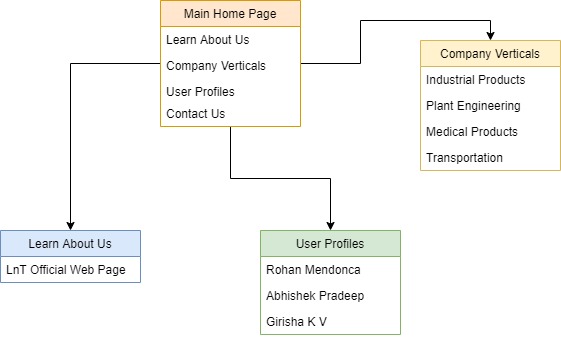 Main Home Page
Learn About Us
Company Verticals
User Profiles
Contact Us
Company Verticals
Industrial Products
Plant Engineering
Medical Products
Transportation
Learn About Us
LnT Official Web Page
User Profiles
Rohan Mendonca
Abhishek Pradeep
Girisha K V